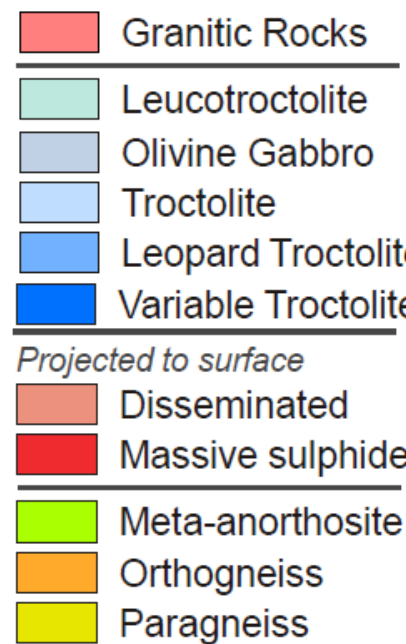 Granitic Rocks
Leucotroctolite
Olivine Gabbro
Troctolite
Leopard Troctolite
Variable Troctolite
Projected to surface
Disseminated
Massive sulphide
Meta-anorthosite
Orthogneiss
Paragneiss